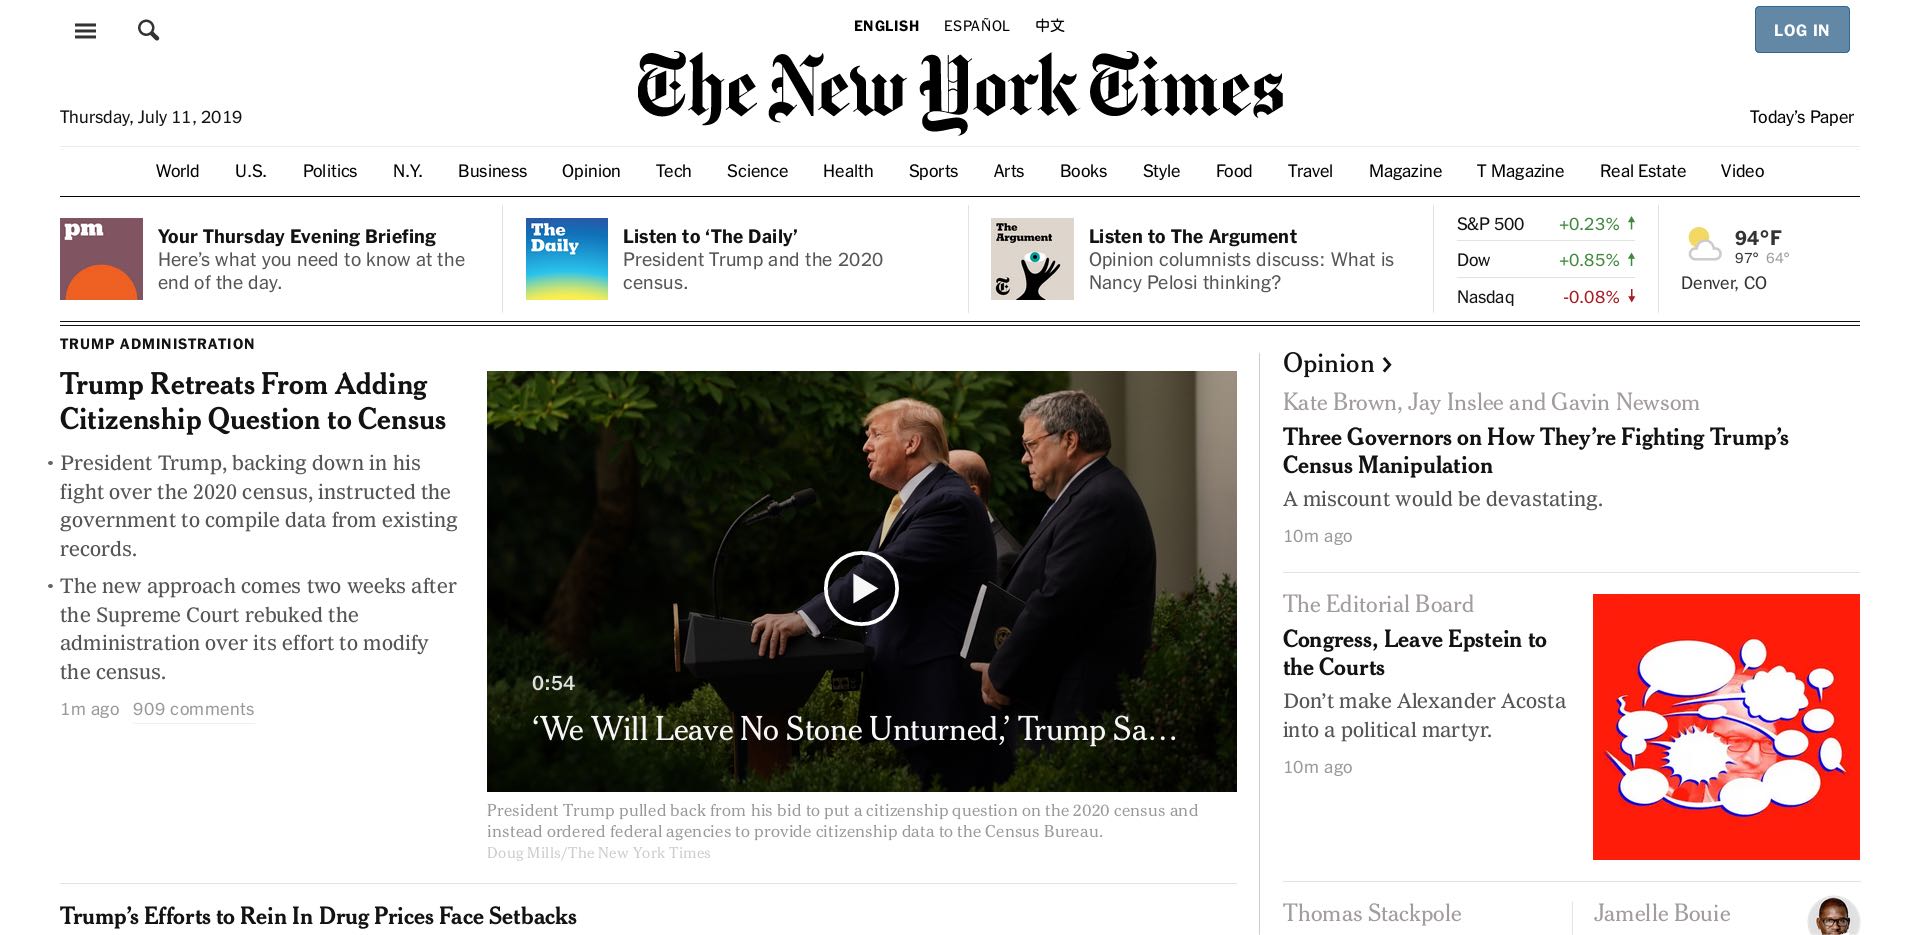 ENGLISH ESPAÑOL 中文
LOG IN
The New York Times
Thursday, July 11, 2019
Today's Paper
World U.S. Politics N.Y. Business Opinion Tech Science Health Sports Arts Books Style Food Travel Magazine T Magazine Real Estate Video
pm
Your Thursday Evening Briefing
Here's what you need to know at the
end of the day.
The
Daily
Listen to ‘The Daily’
President Trump and the 2020
census.
The
Argument
Listen to The Argument
Opinion columnists discuss: What is
Nancy Pelosi thinking?
S&P 500 +0.23%
Dow +0.85%
Nasdaq -0.08%
94°F
97° 64°
Denver, CO
TRUMP ADMINISTRATION
Trump Retreats From Adding
Citizenship Question to Census
• President Trump, backing down in his
fight over the 2020 census, instructed the
government to compile data from existing
records.
• The new approach comes two weeks after
the Supreme Court rebuked the
administration over its effort to modify
the census.
1m ago 909 comments
0:54
‘We Will Leave No Stone Unturned,’ Trump Sa…
President Trump pulled back from his bid to put a citizenship question on the 2020 census and
instead ordered federal agencies to provide citizenship data to the Census Bureau.
Doug Mills/The New York Times
Trump’s Efforts to Rein In Drug Prices Face Setbacks
Opinion
Kate Brown, Jay Inslee and Gavin Newsom
Three Governors on How They’re Fighting Trump’s
Census Manipulation
A miscount would be devastating.
10m ago
The Editorial Board
Congress, Leave Epstein to
the Courts
Don’t make Alexander Acosta
into a political martyr.
10m ago
Thomas Stackpole
Jamelle Bouie